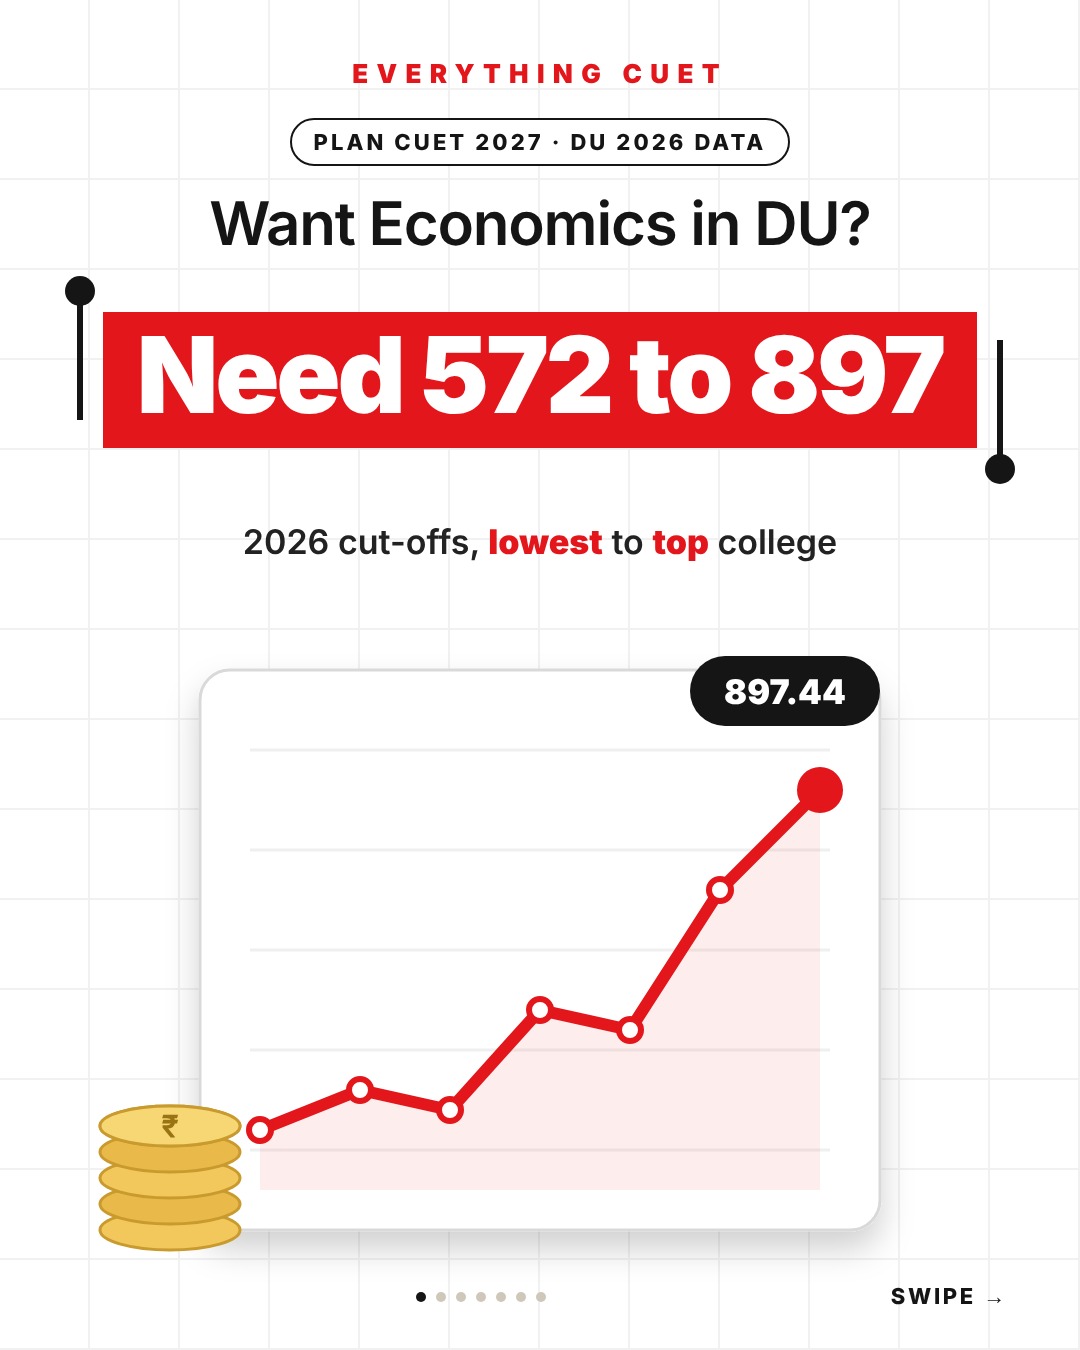 EVERYTHING CUET
PLAN CUET 2027 · DU 2026 DATA
Want Economics in DU?
Need 572 to 897
2026 cut-offs, lowest to top college
897.44
₹
SWIPE →